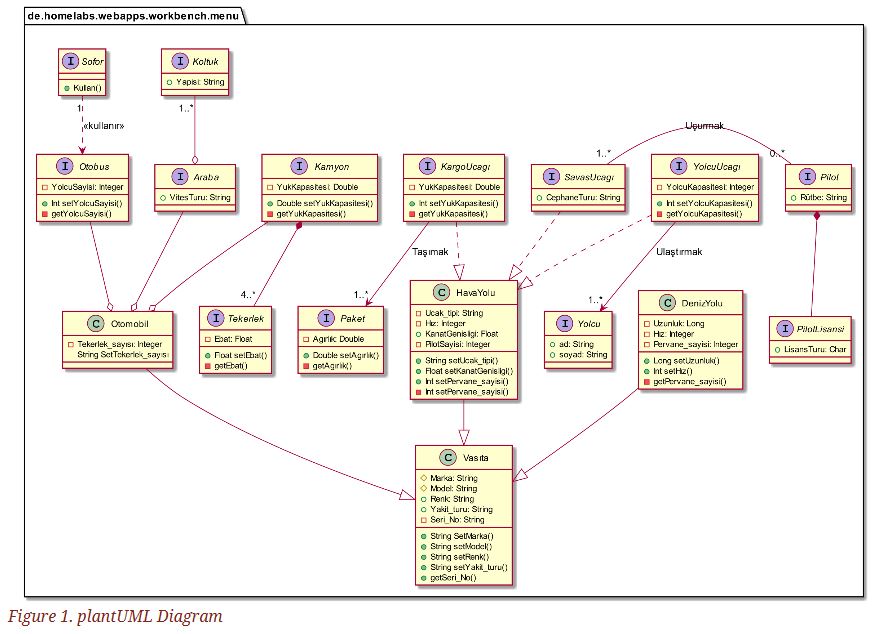 de.homelabs.webapps.workbench.menu
I Sofor
Kullan()
I Koltuk
Yapisi: String
1
«kullanır»
1..*
Uşurmak
1..*
0..*
I Otobus
YolcuSayisi: Integer
Int setYolcuSayisi()
getYolcuSayisi()
I Araba
VitesTuru: String
I Kamyon
YukKapasitesi: Double
Double setYukKapasitesi()
getYukKapasitesi()
I KargoUcagı
YukKapasitesi: Double
Int setYukKapasitesi()
getYukKapasitesi()
I SavasUcagı
CephaneTuru: String
I YolcuUcagı
YolcuKapasitesi: Integer
Int setYolcuKapasitesi()
getYolcuKapasitesi()
I Pilot
Rütbe: String
Taşımak
Ulaştırmak
4..*
1..*
1..*
C Otomobil
Tekerlek_sayısı: Integer
String SetTekerlek_sayısı
I Tekerlek
Ebat: Float
Float setEbat()
getEbat()
I Paket
Agırlık: Double
Double setAgırlık()
getAgırlık()
C HavaYolu
Ucak_tipi: String
Hız: Integer
KanatGenisligi: Float
PilotSayisi: Integer
String setUcak_tipi()
Float setKanatGenisligi()
Int setPervane_sayisi()
Int setPervane_sayisi()
I Yolcu
ad: String
soyad: String
C DenizYolu
Uzunluk: Long
Hiz: Integer
Pervane_sayisi: Integer
Long setUzunluk()
Int setHız()
getPervane_sayisi()
I PilotLisansi
LisansTuru: Char
C Vasıta
Marka: String
Model: String
Renk: String
Yakit_turu: String
Seri_No: String
String SetMarka()
String setModel()
String setRenk()
String setYakit_turu()
getSeri_No()
Figure 1. plantUML Diagram